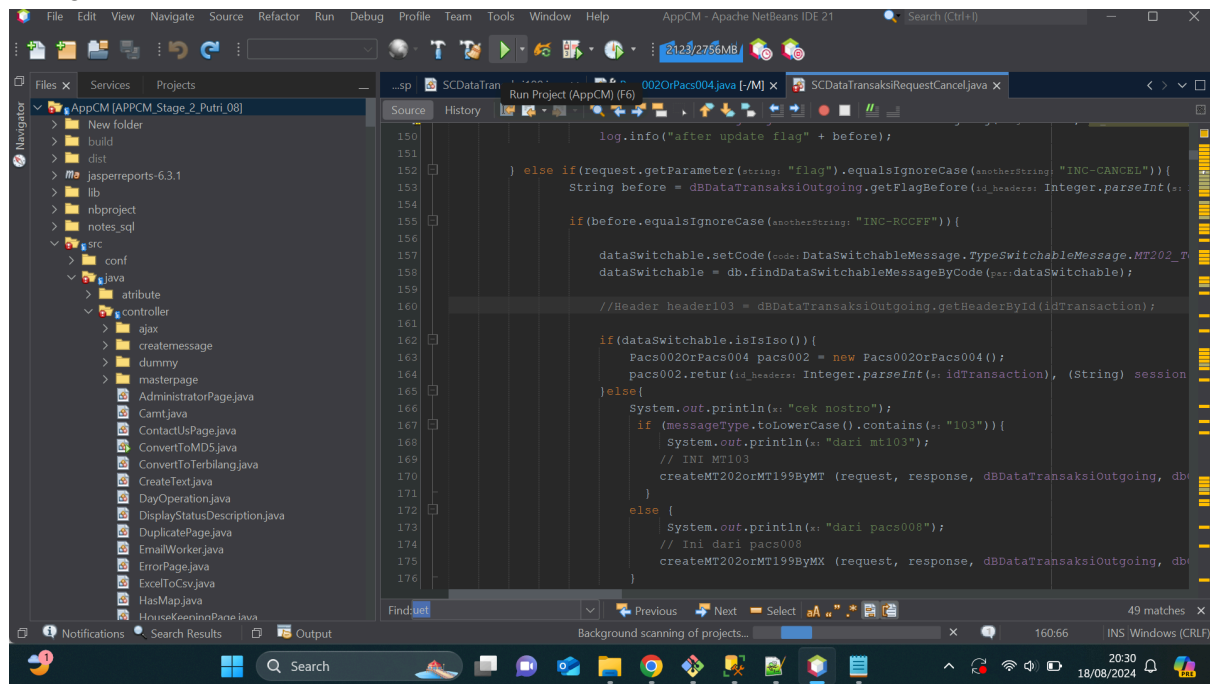 File Edit View Navigate Source Refactor Run Debug Profile Team Tools Window Help AppCM - Apache NetBeans IDE 21 Search (Ctrl+I)
2123/2756MB
Files Services Projects
...sp SCDataTran 002OrPacs004.java [-/M] SCDataTransaksiRequestCancel.java
Run Project (AppCM) (F6)
Navigator
Source History
AppCM [APPCM_Stage_2_Putri_08]
New folder
build
dist
jasperreports-6.3.1
lib
nbproject
notes_sql
src
conf
java
atribute
controller
ajax
createmessage
dummy
masterpage
AdministratorPage.java
Camt.java
ContactUsPage.java
ConvertToMD5.java
ConvertToTerbilang.java
CreateText.java
DayOperation.java
DisplayStatusDescription.java
DuplicatePage.java
EmailWorker.java
ErrorPage.java
ExcelToCsv.java
HasMap.java
HouseKeepingPage.java
150 log.info("after update flag" + before);
151
152 } else if(request.getParameter(string: "flag").equalsIgnoreCase(anotherString: "INC-CANCEL")){
153 String before = dBDataTransaksiOutgoing.getFlagBefore(id_headers: Integer.parseInt(s:
154
155 if(before.equalsIgnoreCase(anotherString: "INC-RCCFF")){
156
157 dataSwitchable.setCode(code: DataSwitchableMessage.TypeSwitchableMessage.MT202_T
158 dataSwitchable = db.findDataSwitchableMessageByCode(par:dataSwitchable);
159
160 //Header header103 = dBDataTransaksiOutgoing.getHeaderById(idTransaction);
161
162 if(dataSwitchable.isIsIso()){
163 Pacs002OrPacs004 pacs002 = new Pacs002OrPacs004();
164 pacs002.retur(id_headers: Integer.parseInt(s: idTransaction), (String) session
165 }else{
166 System.out.println(x: "cek nostro");
167 if (messageType.toLowerCase().contains(s: "103")){
168 System.out.println(x: "dari mt103");
169 // INI MT103
170 createMT202orMT199ByMT (request, response, dBDataTransaksiOutgoing, db
171 }
172 else {
173 System.out.println(x: "dari pacs008");
174 // Ini dari pacs008
175 createMT202orMT199ByMX (request, response, dBDataTransaksiOutgoing, db
176 }
Find: uet Previous Next Select 49 matches
Notifications Search Results Output Background scanning of projects... 160:66 INS Windows (CRLF)
Search
20:30
18/08/2024
PRE